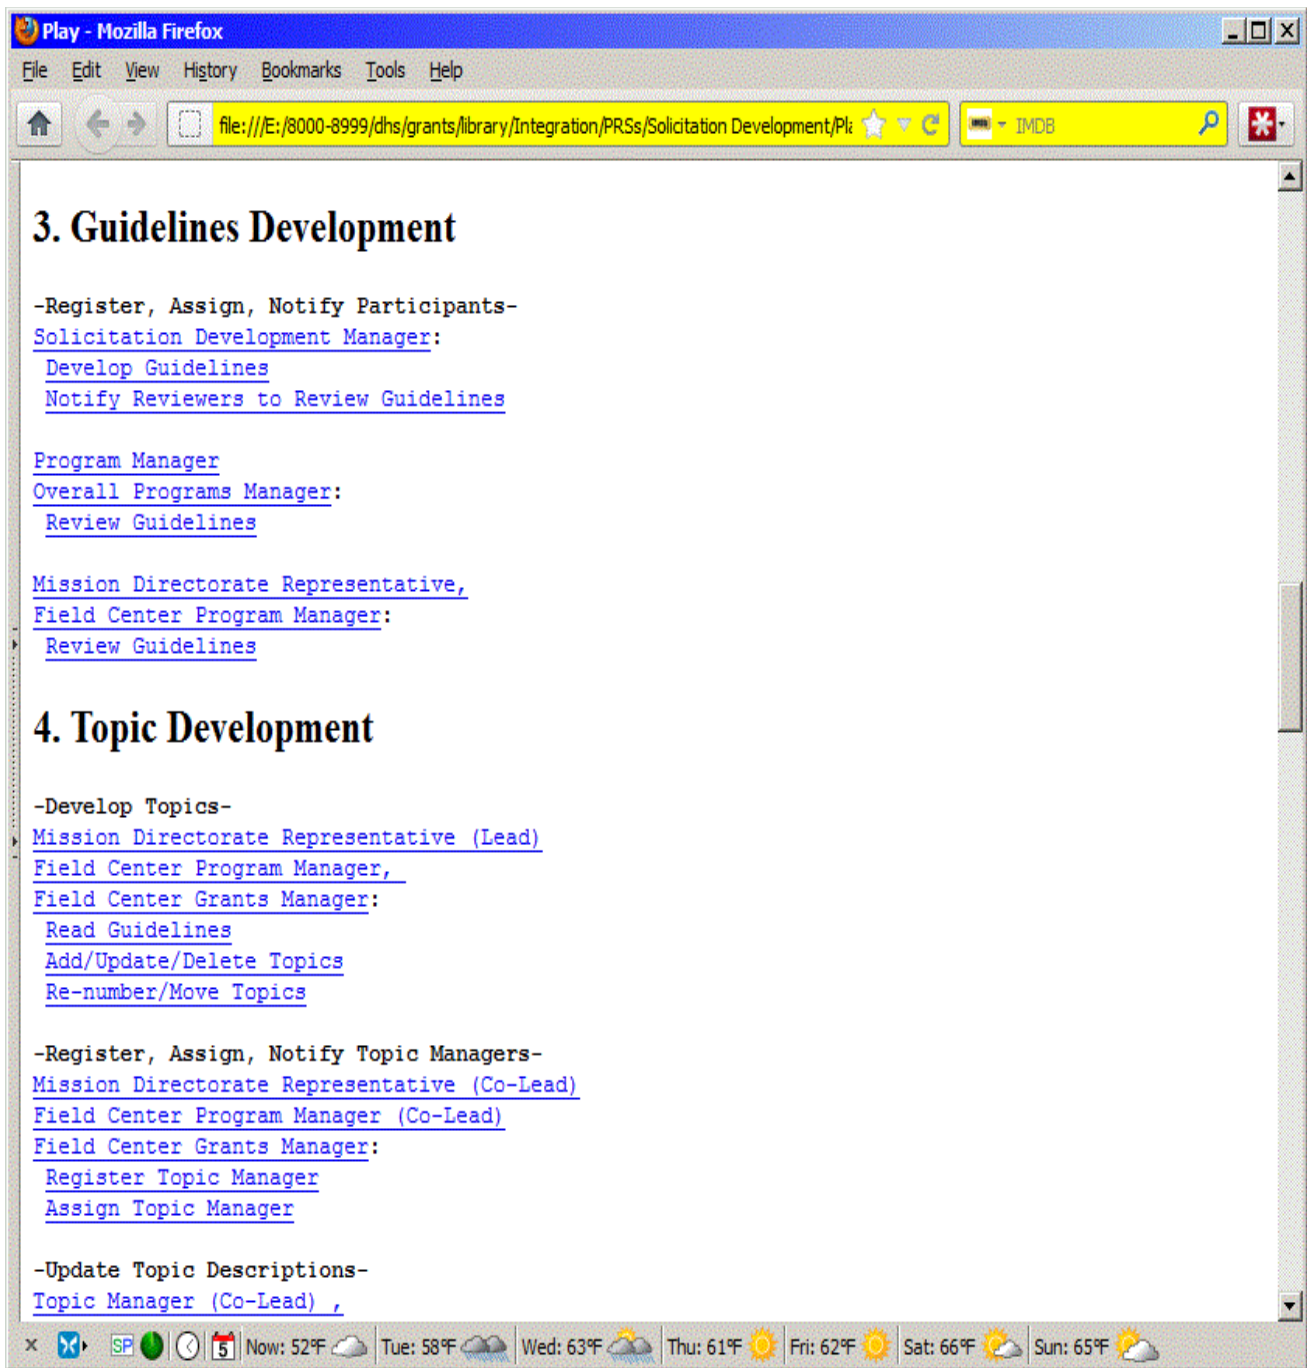 Play - Mozilla Firefox
File Edit View History Bookmarks Tools Help
file:///E:/8000-8999/dhs/grants/library/Integration/PRSs/Solicitation Development/Pla
IMDB
3. Guidelines Development
-Register, Assign, Notify Participants-
Solicitation Development Manager:
Develop Guidelines
Notify Reviewers to Review Guidelines
Program Manager
Overall Programs Manager:
Review Guidelines
Mission Directorate Representative,
Field Center Program Manager:
Review Guidelines
4. Topic Development
-Develop Topics-
Mission Directorate Representative (Lead)
Field Center Program Manager,
Field Center Grants Manager:
Read Guidelines
Add/Update/Delete Topics
Re-number/Move Topics
-Register, Assign, Notify Topic Managers-
Mission Directorate Representative (Co-Lead)
Field Center Program Manager (Co-Lead)
Field Center Grants Manager:
Register Topic Manager
Assign Topic Manager
-Update Topic Descriptions-
Topic Manager (Co-Lead) ,
SP 5 Now: 52°F Tue: 58°F Wed: 63°F Thu: 61°F Fri: 62°F Sat: 66°F Sun: 65°F